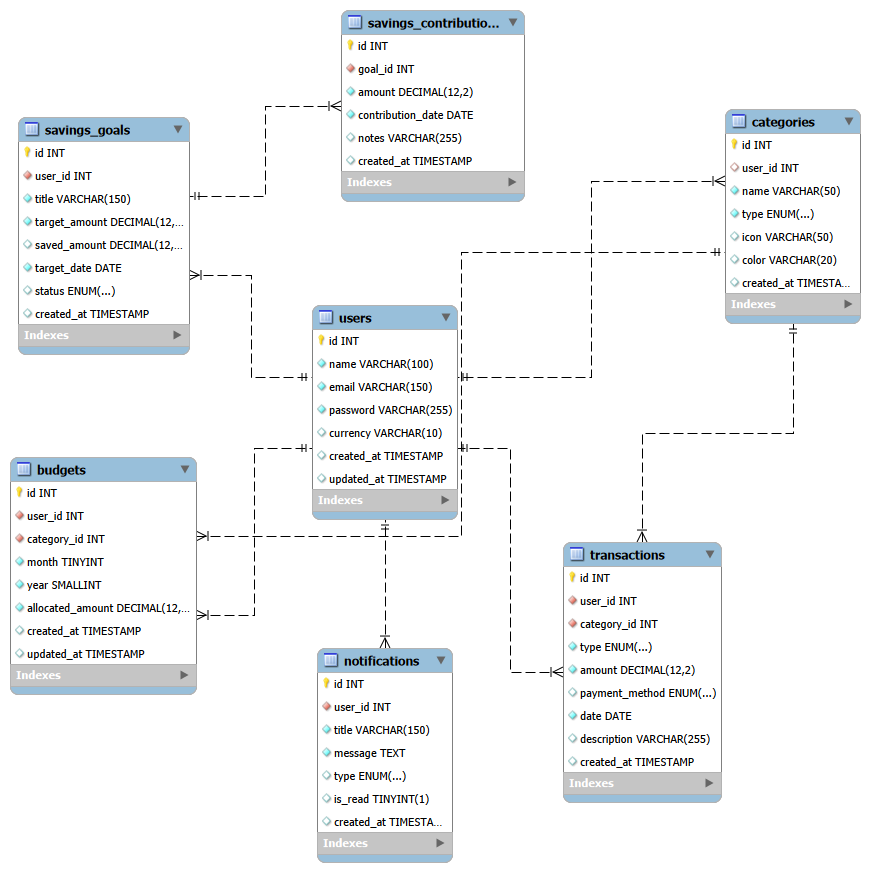 savings_contributio...
id INT
goal_id INT
amount DECIMAL(12,2)
contribution_date DATE
notes VARCHAR(255)
created_at TIMESTAMP
Indexes
savings_goals
id INT
user_id INT
title VARCHAR(150)
target_amount DECIMAL(12,...
saved_amount DECIMAL(12,...
target_date DATE
status ENUM(...)
created_at TIMESTAMP
Indexes
categories
id INT
user_id INT
name VARCHAR(50)
type ENUM(...)
icon VARCHAR(50)
color VARCHAR(20)
created_at TIMESTA...
Indexes
users
id INT
name VARCHAR(100)
email VARCHAR(150)
password VARCHAR(255)
currency VARCHAR(10)
created_at TIMESTAMP
updated_at TIMESTAMP
Indexes
budgets
id INT
user_id INT
category_id INT
month TINYINT
year SMALLINT
allocated_amount DECIMAL(12,...
created_at TIMESTAMP
updated_at TIMESTAMP
Indexes
transactions
id INT
user_id INT
category_id INT
type ENUM(...)
amount DECIMAL(12,2)
payment_method ENUM(...)
date DATE
description VARCHAR(255)
created_at TIMESTAMP
Indexes
notifications
id INT
user_id INT
title VARCHAR(150)
message TEXT
type ENUM(...)
is_read TINYINT(1)
created_at TIMESTA...
Indexes